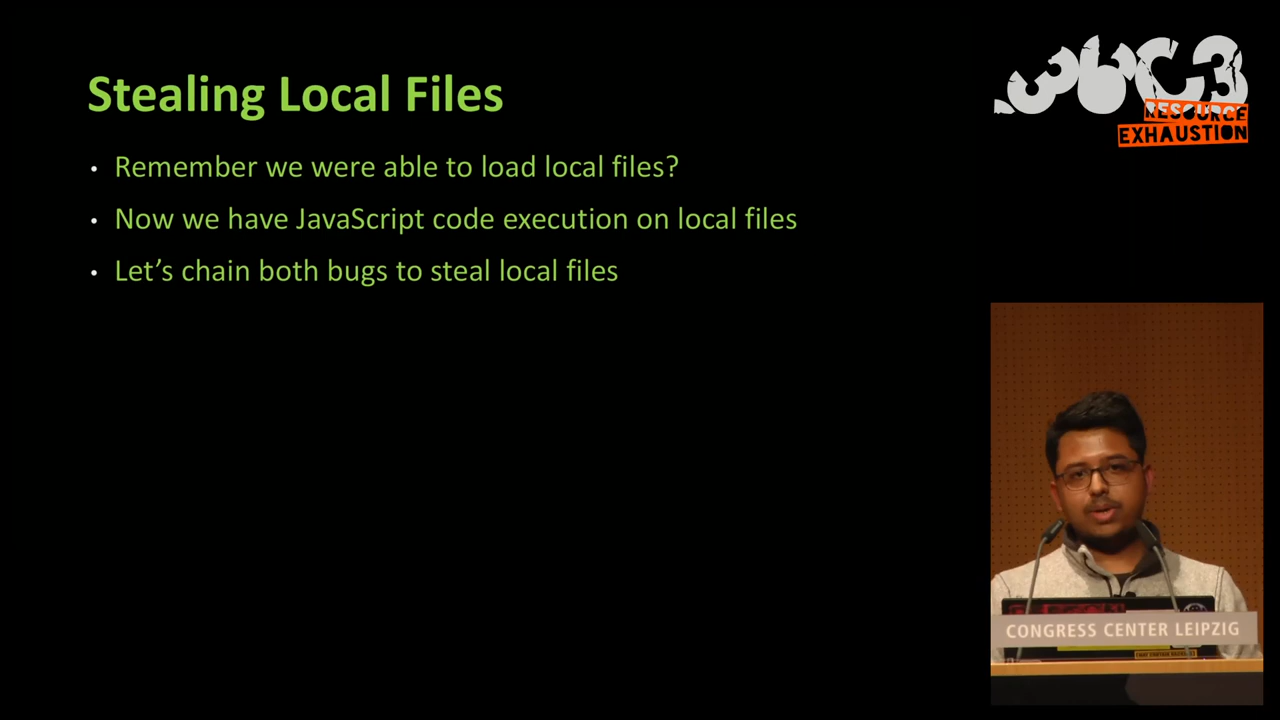 Stealing Local Files
• Remember we were able to load local files?
• Now we have JavaScript code execution on local files
• Let’s chain both bugs to steal local files
36C3
RESOURCE
EXHAUSTION
CONGRESS CENTER LEIPZIG